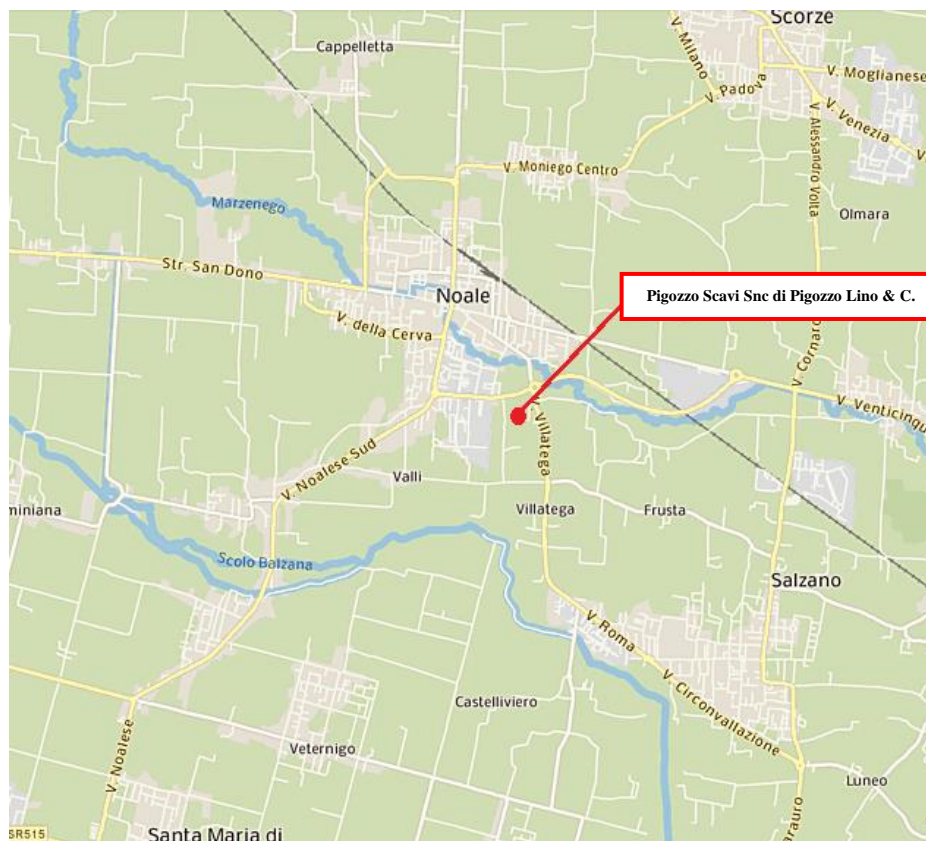 Scorze
Cappelletta
V. Milano
V. Moglianese
V. Padova
V. Venezia
V. Alessandro Volta
V. Moniego Centro
Marzenego
Olmara
Str. San Dono
Noale
Pigozzo Scavi Snc di Pigozzo Lino & C.
V. della Cerva
V. Cornaro
V. Venticinqu
V. Villatega
V. Noalese Sud
Valli
Villatega
Frusta
miniana
Scolo Balzana
Salzano
V. Roma
V. Circonvallazione
Castelliviero
Veternigo
V. Noalese
Luneo
arauro
SR515
Santa Maria di